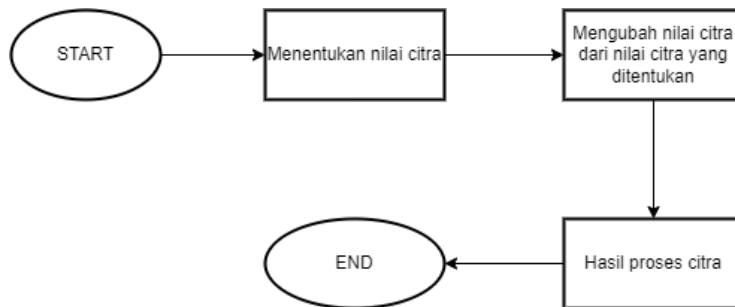 START
Menentukan nilai citra
Mengubah nilai citra
dari nilai citra yang
ditentukan
Hasil proses citra
END